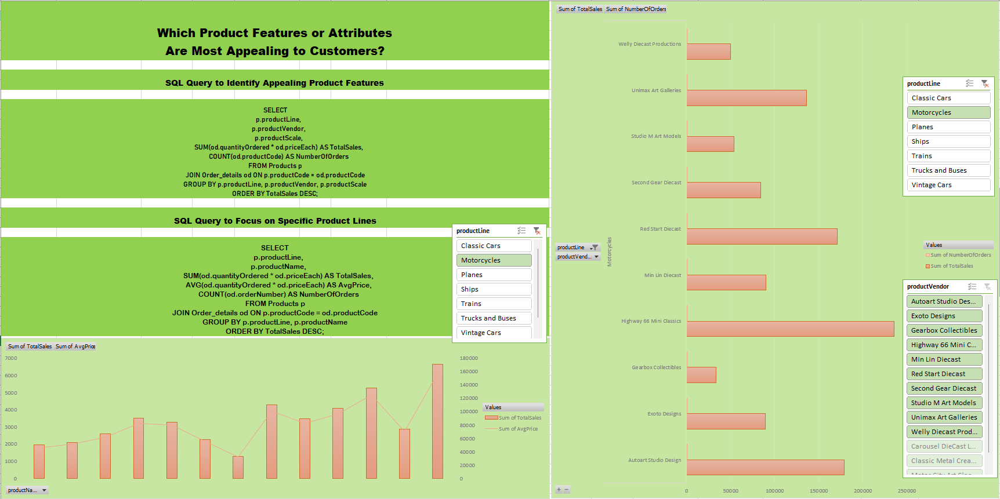 Which Product Features or Attributes
Are Most Appealing to Customers?
SQL Query to Identify Appealing Product Features
SELECT
p.productLine,
p.productVendor,
p.productScale,
SUM(od.quantityOrdered * od.priceEach) AS TotalSales,
COUNT(od.productCode) AS NumberOfOrders
FROM Products p
JOIN Order_details od ON p.productCode = od.productCode
GROUP BY p.productLine, p.productVendor, p.productScale
ORDER BY TotalSales DESC;
SQL Query to Focus on Specific Product Lines
SELECT
p.productLine,
p.productName,
SUM(od.quantityOrdered * od.priceEach) AS TotalSales,
AVG(od.quantityOrdered * od.priceEach) AS AvgPrice,
COUNT(od.orderNumber) AS NumberOfOrders
FROM Products p
JOIN Order_details od ON p.productCode = od.productCode
GROUP BY p.productLine, p.productName
ORDER BY TotalSales DESC;
productLine
Classic Cars
Motorcycles
Planes
Ships
Trains
Trucks and Buses
Vintage Cars
Sum of TotalSales Sum of AvgPrice
7000
6000
5000
4000
3000
2000
1000
0
180000
160000
140000
120000
100000
80000
60000
40000
20000
0
Values
Sum of TotalSales
Sum of AvgPrice
productNa...
Sum of TotalSales Sum of NumberOfOrders
Welly Diecast Productions
Unimax Art Galleries
Studio M Art Models
Second Gear Diecast
Red Start Diecast
Min Lin Diecast
Highway 66 Mini Classics
Gearbox Collectibles
Exoto Designs
Autoart Studio Design
Motorcycles
productLine
productVend...
+ −
0 50000 100000 150000 200000 250000
productLine
Classic Cars
Motorcycles
Planes
Ships
Trains
Trucks and Buses
Vintage Cars
Values
Sum of NumberOfOrders
Sum of TotalSales
productVendor
Autoart Studio Des...
Exoto Designs
Gearbox Collectibles
Highway 66 Mini C...
Min Lin Diecast
Red Start Diecast
Second Gear Diecast
Studio M Art Models
Unimax Art Galleries
Welly Diecast Prod...
Carousel DieCast L...
Classic Metal Crea...